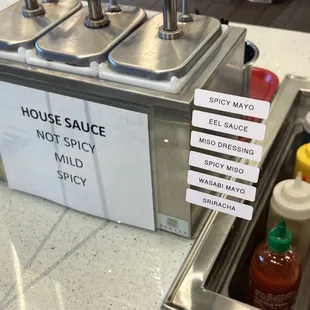 HOUSE SAUCE
NOT SPICY
MILD
SPICY
SPICY MAYO
EEL SAUCE
MISO DRESSING
SPICY MISO
WASABI MAYO
SRIRACHA